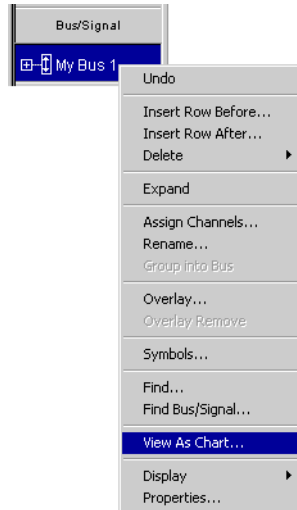 Bus/Signal
My Bus 1
Undo
Insert Row Before...
Insert Row After...
Delete
Expand
Assign Channels...
Rename...
Group into Bus
Overlay...
Overlay Remove
Symbols...
Find...
Find Bus/Signal...
View As Chart...
Display
Properties...